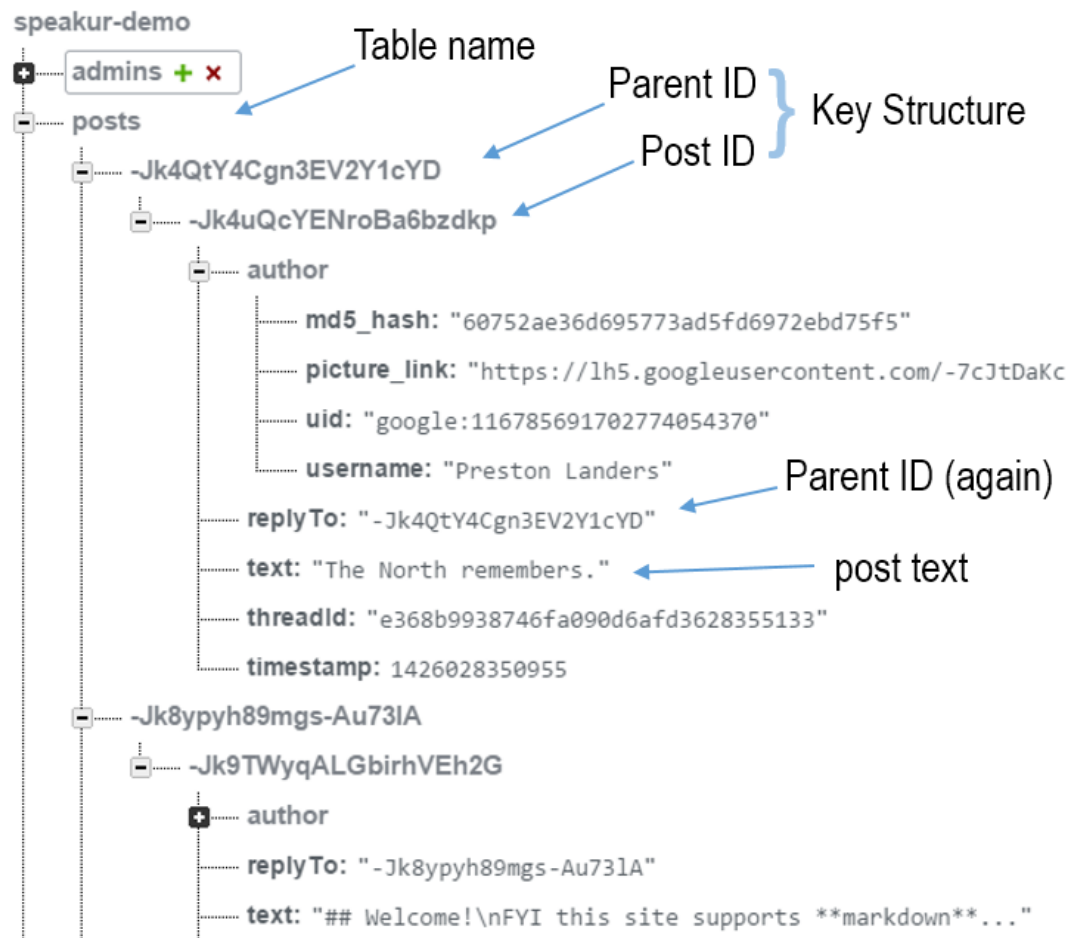 speakur-demo
Table name
admins
Parent ID
Key Structure
posts
Post ID
-Jk4QtY4Cgn3EV2Y1cYD
-Jk4uQcYENroBa6bzdkp
author
md5_hash: "60752ae36d695773ad5fd6972ebd75f5"
picture_link: "https://lh5.googleusercontent.com/-7cJtDaKc
uid: "google:116785691702774054370"
username: "Preston Landers"
Parent ID (again)
replyTo: "-Jk4QtY4Cgn3EV2Y1cYD"
text: "The North remembers."
post text
threadId: "e368b9938746fa090d6afd3628355133"
timestamp: 1426028350955
-Jk8ypyh89mgs-Au73lA
-Jk9TWyqALGbirhVEh2G
author
replyTo: "-Jk8ypyh89mgs-Au73lA"
text: "## Welcome!\nFYI this site supports **markdown**..."